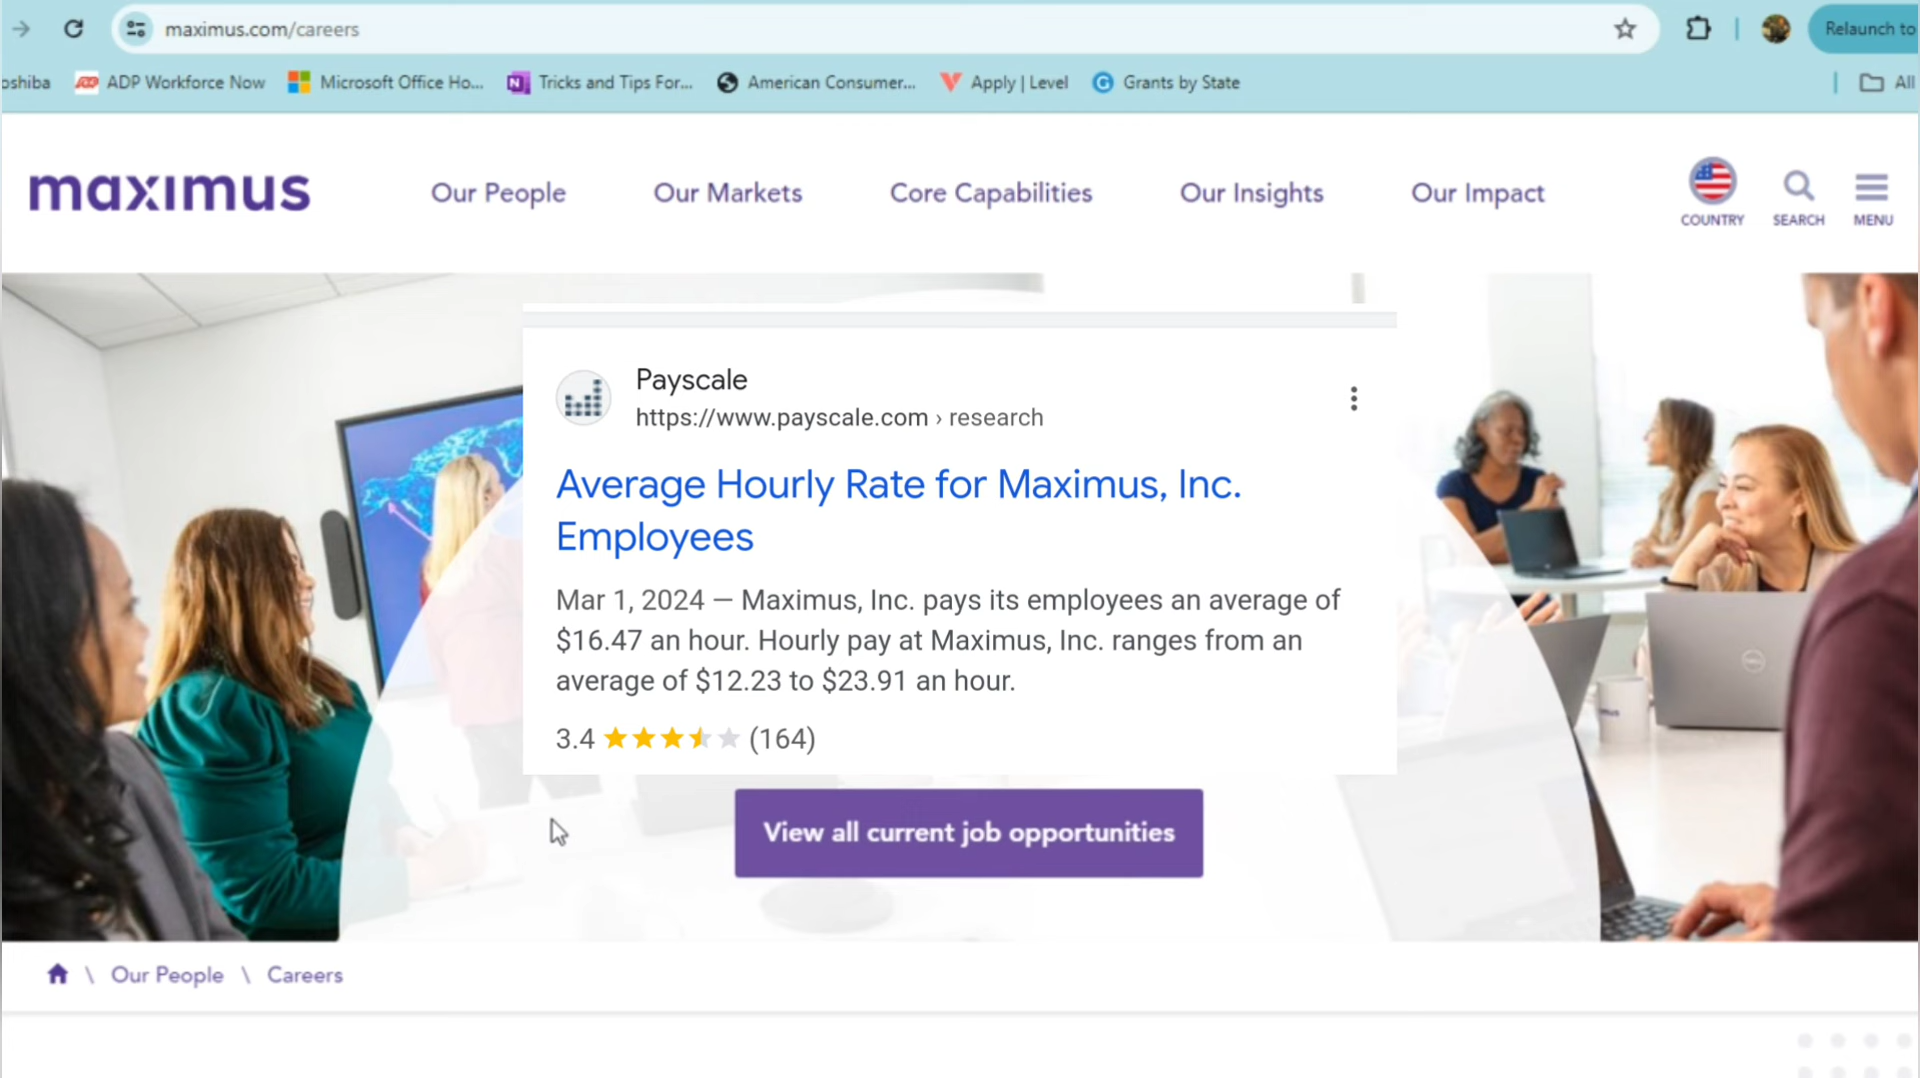 maximus.com/careers
Relaunch to
oshiba
ADP Workforce Now
Microsoft Office Ho...
Tricks and Tips For...
American Consumer...
Apply | Level
Grants by State
All
maximus
Our People
Our Markets
Core Capabilities
Our Insights
Our Impact
COUNTRY
SEARCH
MENU
Payscale
https://www.payscale.com › research
Average Hourly Rate for Maximus, Inc.
Employees
Mar 1, 2024 — Maximus, Inc. pays its employees an average of
$16.47 an hour. Hourly pay at Maximus, Inc. ranges from an
average of $12.23 to $23.91 an hour.
3.4 (164)
View all current job opportunities
\ Our People \ Careers